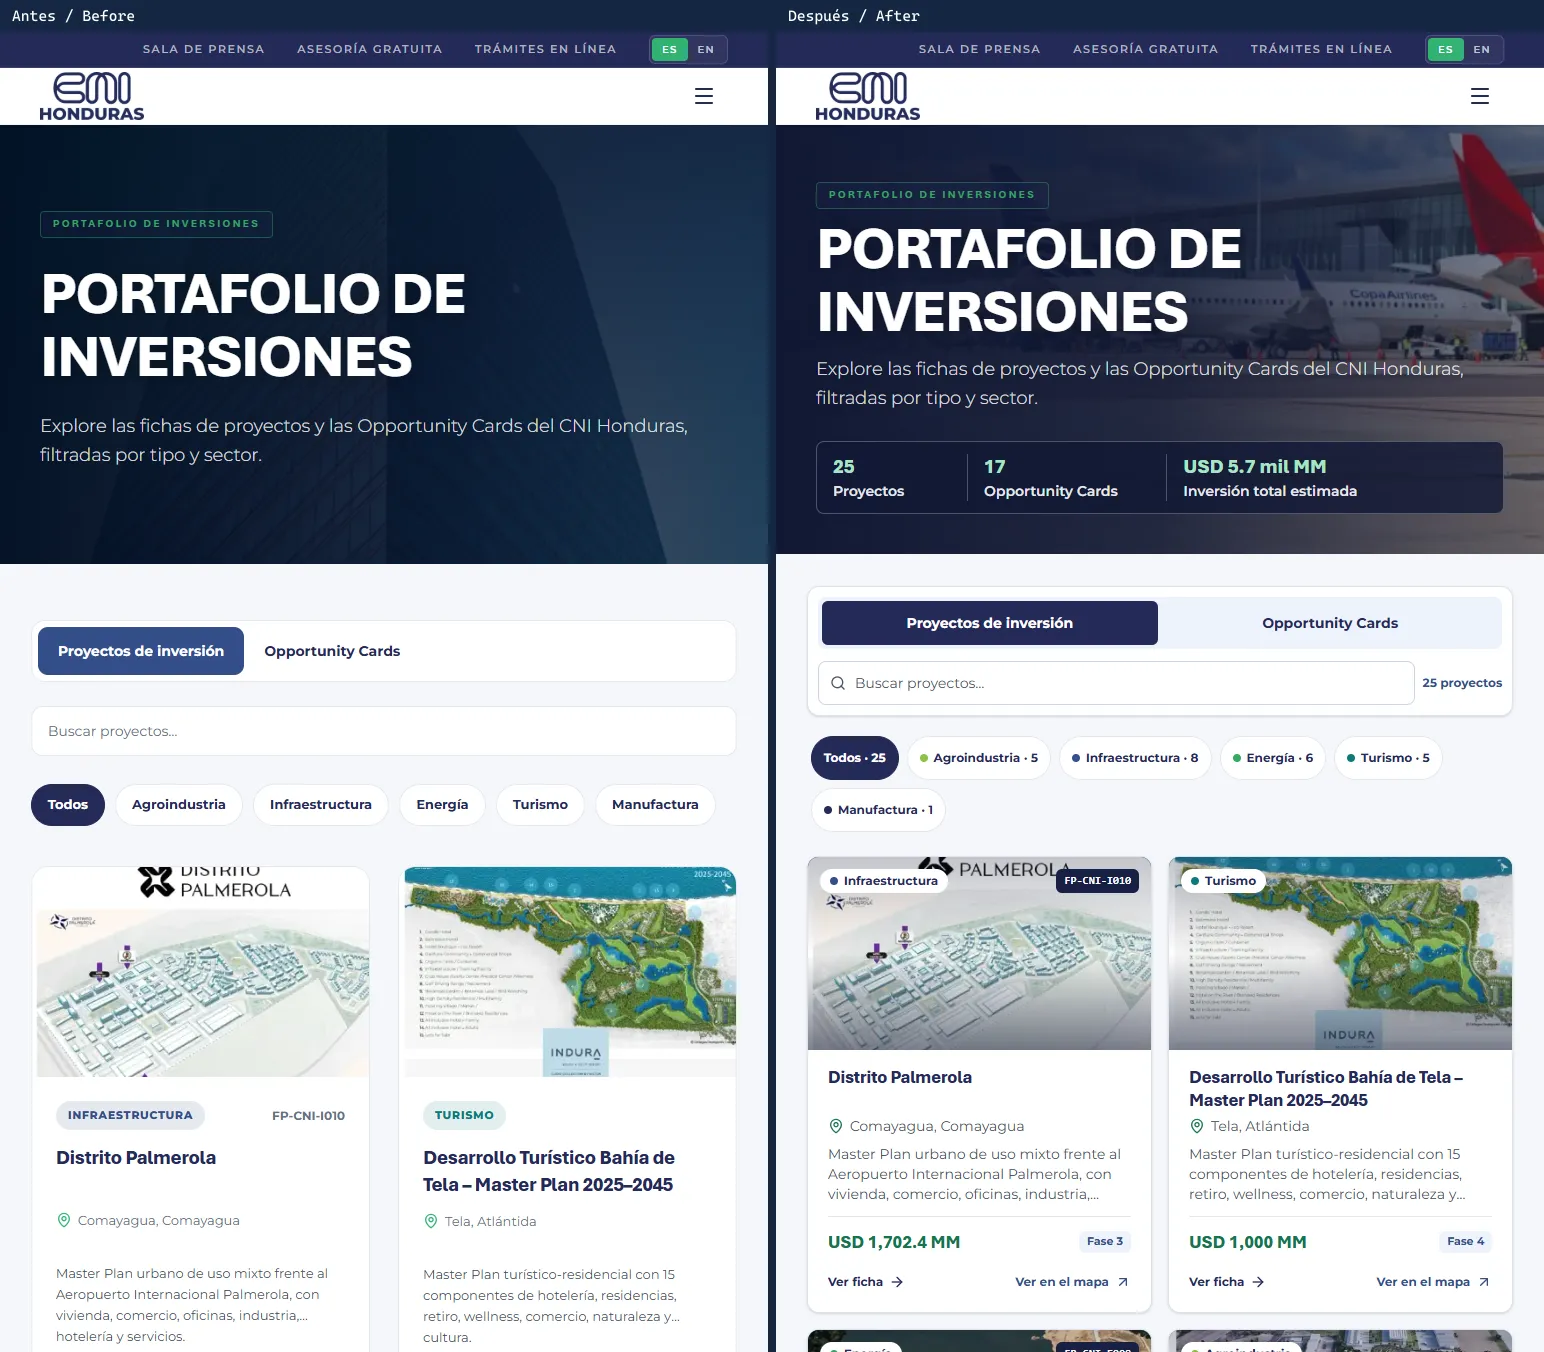 Antes / Before
SALA DE PRENSA ASESORÍA GRATUITA TRÁMITES EN LÍNEA ES EN
CNI
HONDURAS
PORTAFOLIO DE INVERSIONES
PORTAFOLIO DE
INVERSIONES
Explore las fichas de proyectos y las Opportunity Cards del CNI Honduras,
filtradas por tipo y sector.
Proyectos de inversión Opportunity Cards
Buscar proyectos...
Todos Agroindustria Infraestructura Energía Turismo Manufactura
DISTRITO
PALMEROLA
INFRAESTRUCTURA FP-CNI-I010
Distrito Palmerola
Comayagua, Comayagua
Master Plan urbano de uso mixto frente al
Aeropuerto Internacional Palmerola, con
vivienda, comercio, oficinas, industria,...
hotelería y servicios.
2025-2045
INDURA
TURISMO
Desarrollo Turístico Bahía de
Tela – Master Plan 2025–2045
Tela, Atlántida
Master Plan turístico-residencial con 15
componentes de hotelería, residencias,
retiro, wellness, comercio, naturaleza y...
cultura.
Después / After
SALA DE PRENSA ASESORÍA GRATUITA TRÁMITES EN LÍNEA ES EN
CNI
HONDURAS
PORTAFOLIO DE INVERSIONES
PORTAFOLIO DE
INVERSIONES
CopaAirlines
Explore las fichas de proyectos y las Opportunity Cards del CNI Honduras,
filtradas por tipo y sector.
25 17 USD 5.7 mil MM
Proyectos Opportunity Cards Inversión total estimada
Proyectos de inversión Opportunity Cards
Buscar proyectos... 25 proyectos
Todos · 25 Agroindustria · 5 Infraestructura · 8 Energía · 6 Turismo · 5
Manufactura · 1
PALMEROLA
Infraestructura FP-CNI-I010
Distrito Palmerola
Comayagua, Comayagua
Master Plan urbano de uso mixto frente al
Aeropuerto Internacional Palmerola, con
vivienda, comercio, oficinas, industria,...
USD 1,702.4 MM Fase 3
Ver ficha Ver en el mapa
Turismo
INDURA
Desarrollo Turístico Bahía de Tela –
Master Plan 2025–2045
Tela, Atlántida
Master Plan turístico-residencial con 15
componentes de hotelería, residencias,
retiro, wellness, comercio, naturaleza y...
USD 1,000 MM Fase 4
Ver ficha Ver en el mapa
Energía
Agroindustria